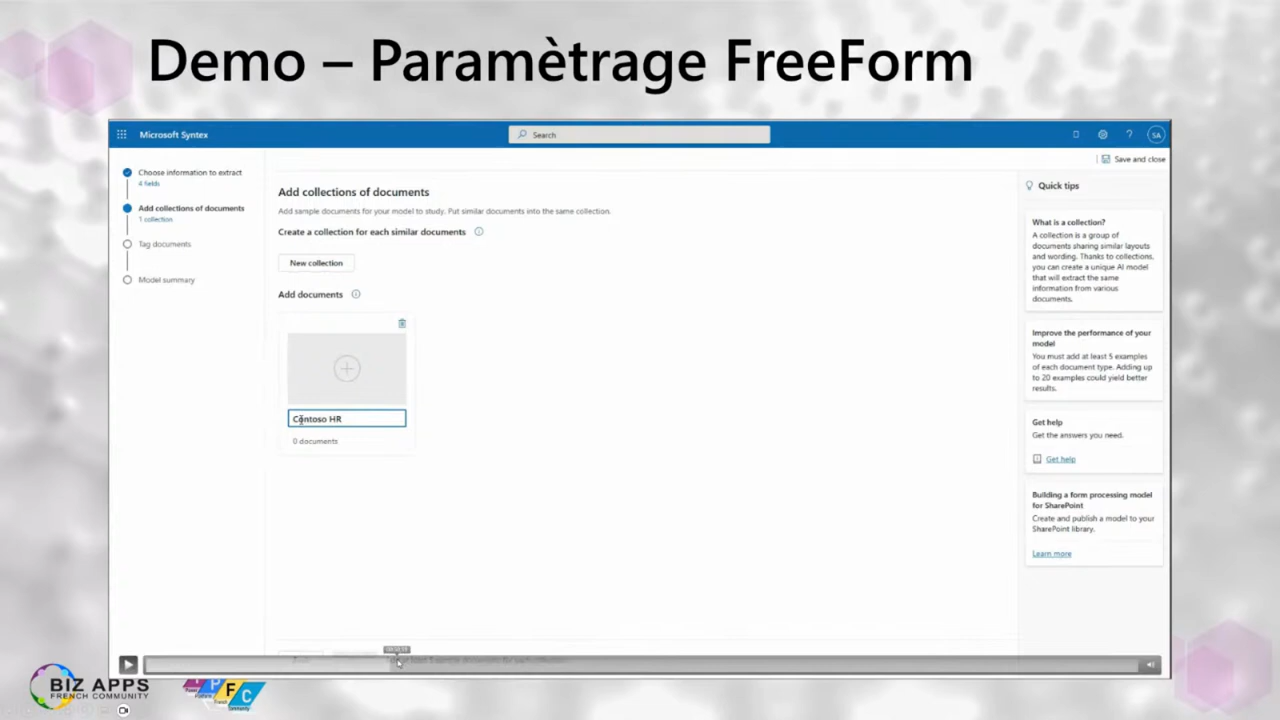 Demo – Paramètrage FreeForm
Microsoft Syntex
Search
SA
Save and close
Choose information to extract
4 fields
Add collections of documents
1 collection
Tag documents
Model summary
Add collections of documents
Add sample documents for your model to study. Put similar documents into the same collection.
Create a collection for each similar documents
New collection
Add documents
Contoso HR
0 documents
Quick tips
What is a collection?
A collection is a group of
documents sharing similar layouts
and wording. Thanks to collections,
you can create a unique AI model
that will extract the same
information from various
documents.
Improve the performance of your
model
You must add at least 5 examples
of each document type. Adding up
to 20 examples could yield better
results.
Get help
Get the answers you need.
Get help
Building a form processing model
for SharePoint
Create and publish a model to your
SharePoint library.
Learn more
BIZ APPS
FRENCH COMMUNITY
P F C